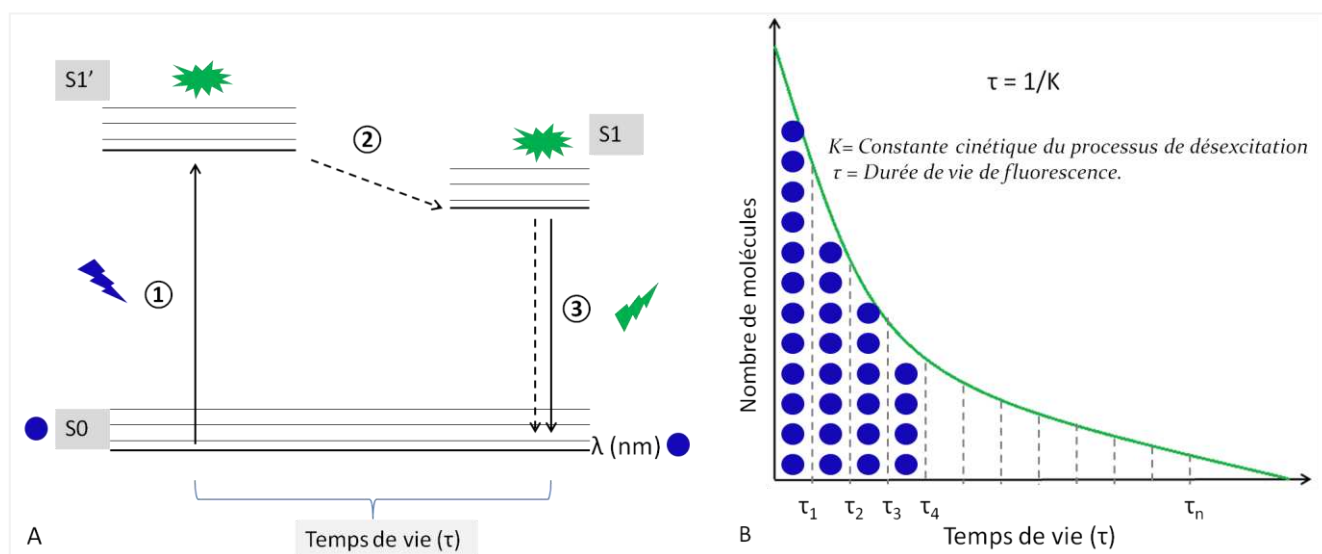 S1'
②
S1
①
③
S0
λ (nm)
A
Temps de vie (τ)
τ = 1/K
K= Constante cinétique du processus de désexcitation
τ = Durée de vie de fluorescence.
Nombre de molécules
τ1 τ2 τ3 τ4 τn
B
Temps de vie (τ)